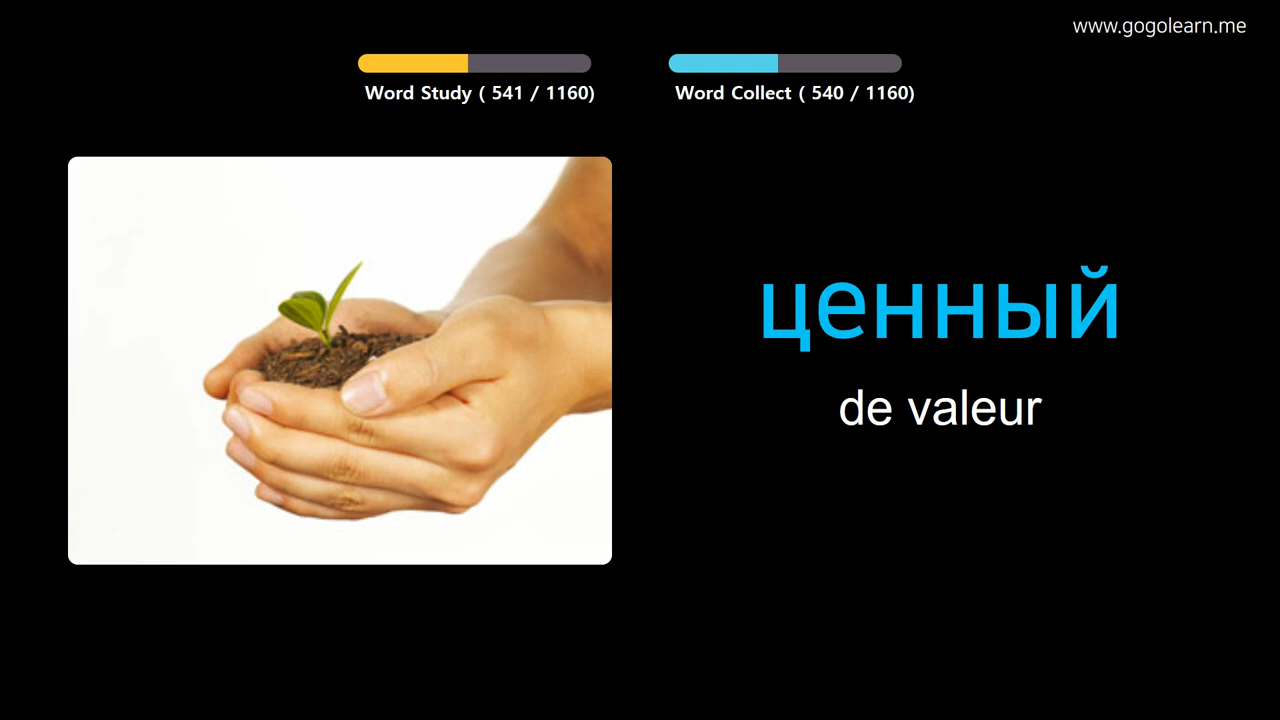 www.gogolearn.me
Word Study ( 541 / 1160)
Word Collect ( 540 / 1160)
ценный
de valeur